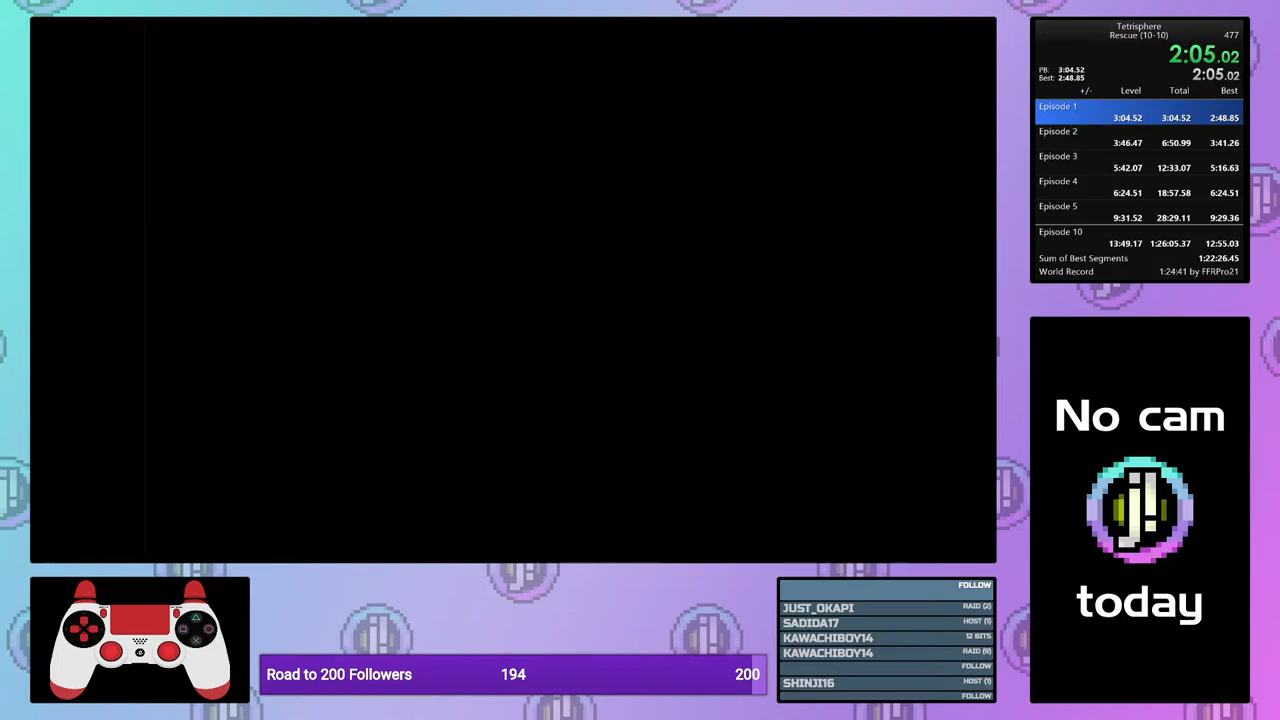 Tetrisphere
Rescue (10-10) 477
2:05.02
PB: 3:04.52
Best: 2:48.85
2:05.02
+/- Level Total Best
Episode 1
3:04.52 3:04.52 2:48.85
Episode 2
3:46.47 6:50.99 3:41.26
Episode 3
5:42.07 12:33.07 5:16.63
Episode 4
6:24.51 18:57.58 6:24.51
Episode 5
9:31.52 28:29.11 9:29.36
Episode 10
13:49.17 1:26:05.37 12:55.03
Sum of Best Segments 1:22:26.45
World Record 1:24:41 by FFRPro21
No cam
j!
today
FOLLOW
JUST_OKAPI RAID (2)
SADIDA17 HOST (1)
KAWACHIBOY14 12 BITS
KAWACHIBOY14 RAID (9)
FOLLOW
SHINJI16 HOST (1)
FOLLOW
Road to 200 Followers 194 200